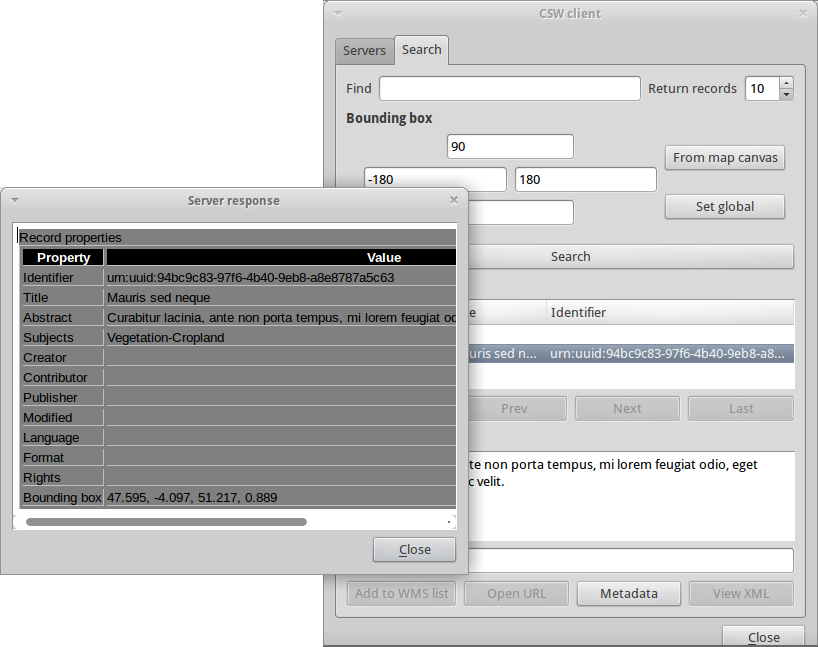 CSW client
Servers
Search
Find
Return records
10
Bounding box
90
From map canvas
-180
180
Set global
Search
Identifier
uris sed n... urn:uuid:94bc9c83-97f6-4b40-9eb8-a8...
Prev
Next
Last
te non porta tempus, mi lorem feugiat odio, eget
c velit.
Add to WMS list
Open URL
Metadata
View XML
Close
Server response
Record properties
Property Value
Identifier urn:uuid:94bc9c83-97f6-4b40-9eb8-a8e8787a5c63
Title Mauris sed neque
Abstract Curabitur lacinia, ante non porta tempus, mi lorem feugiat od
Subjects Vegetation-Cropland
Creator
Contributor
Publisher
Modified
Language
Format
Rights
Bounding box 47.595, -4.097, 51.217, 0.889
Close